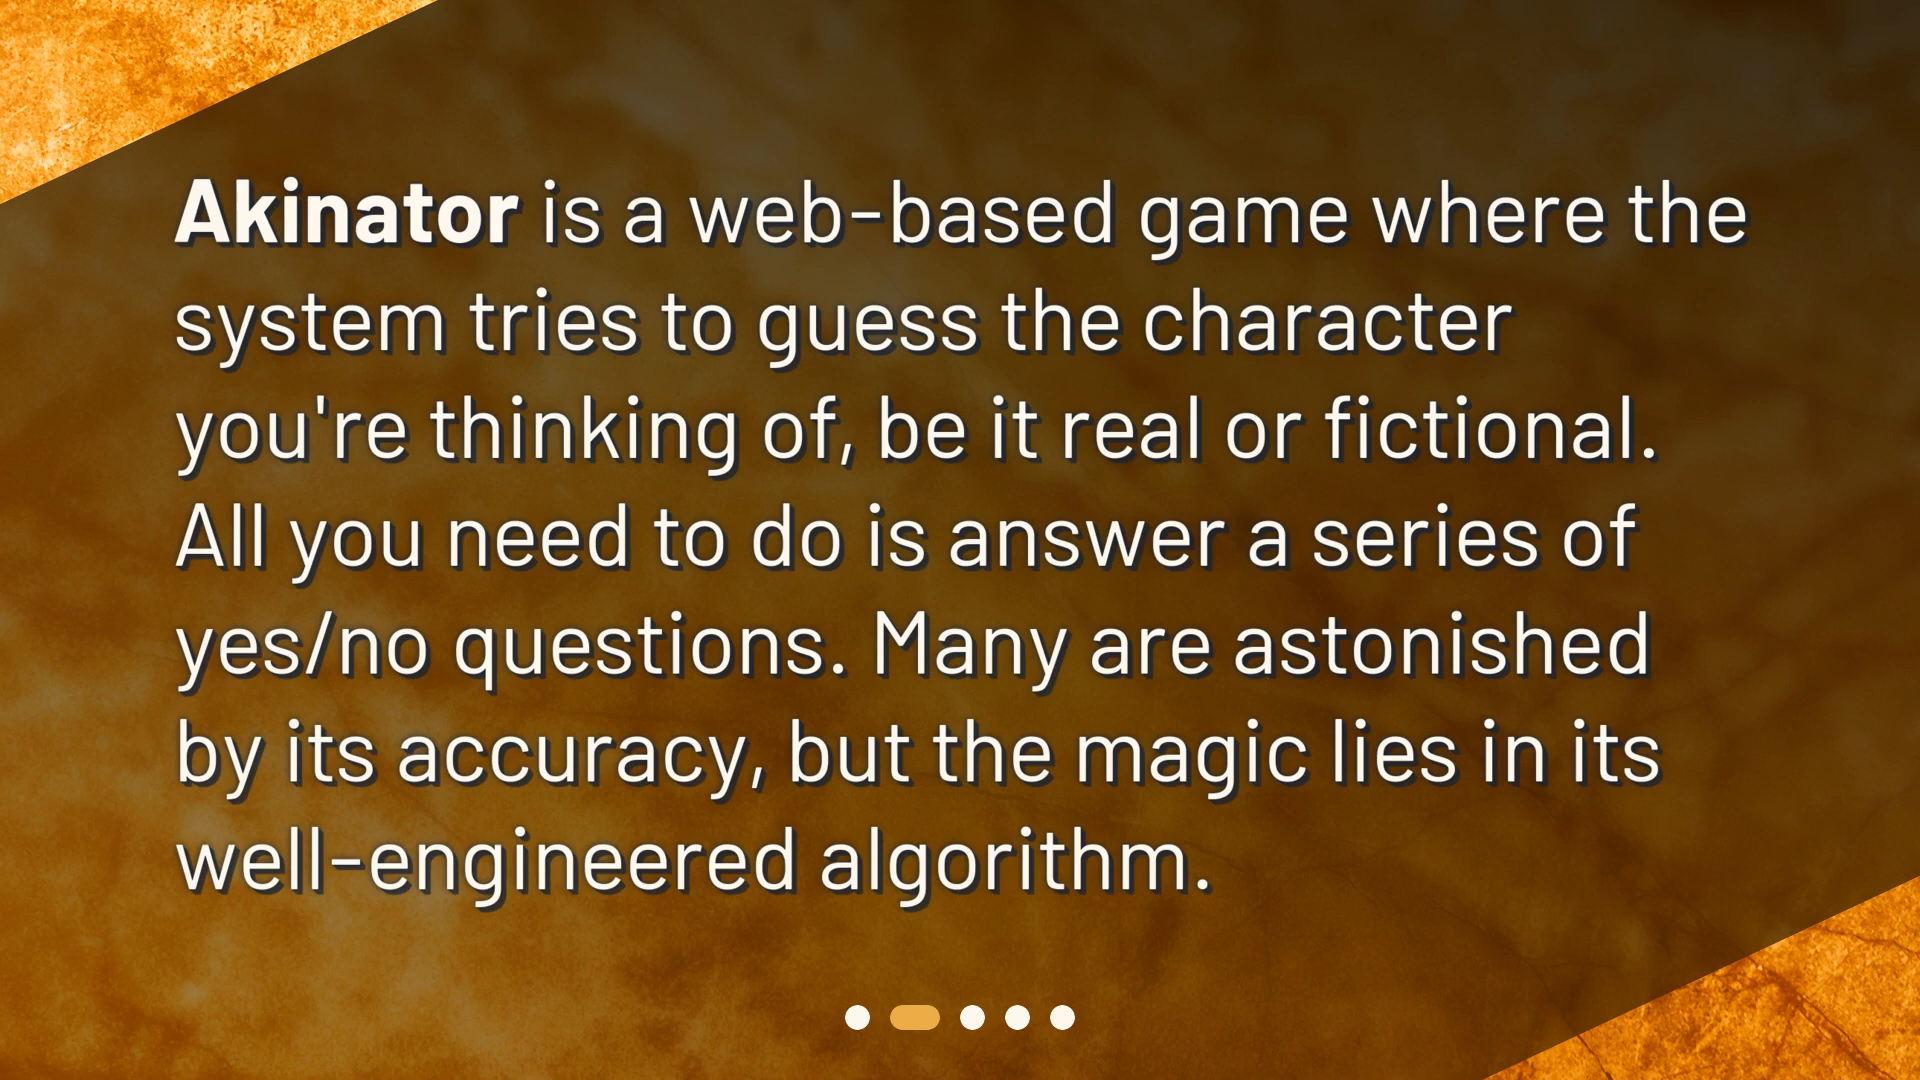 Akinator is a web-based game where the
system tries to guess the character
you're thinking of, be it real or fictional.
All you need to do is answer a series of
yes/no questions. Many are astonished
by its accuracy, but the magic lies in its
well-engineered algorithm.